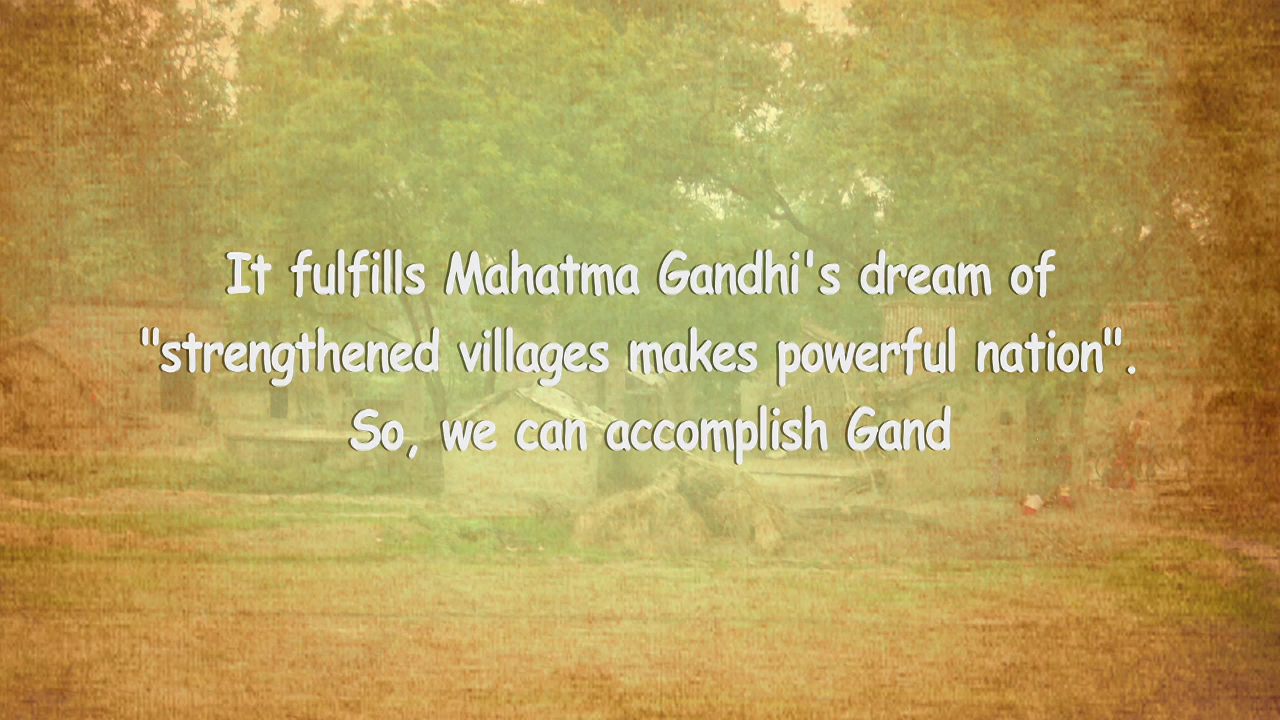 It fulfills Mahatma Gandhi's dream of
"strengthened villages makes powerful nation".
So, we can accomplish Gand